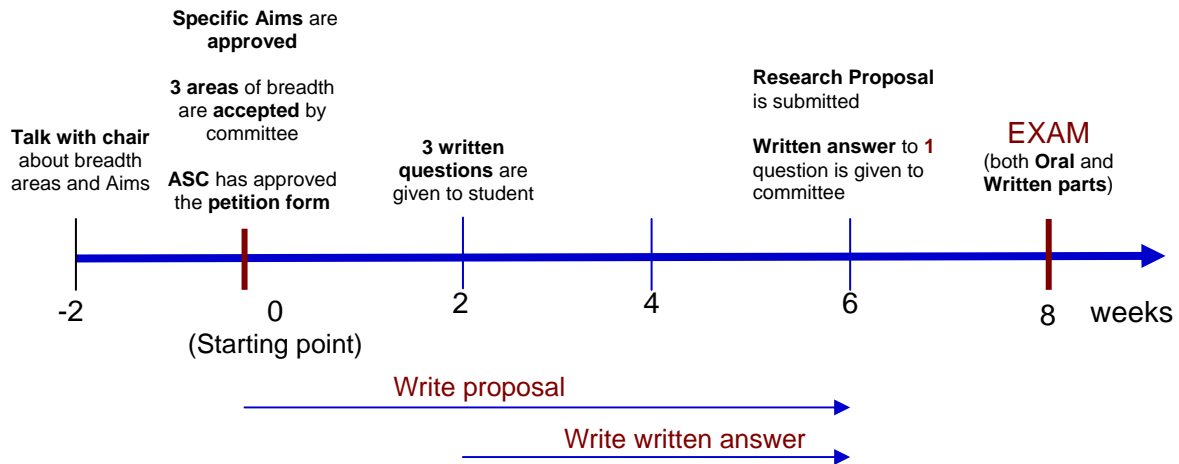 Talk with chair
about breadth
areas and Aims
Specific Aims are
approved
3 areas of breadth
are accepted by
committee
ASC has approved
the petition form
3 written
questions are
given to student
Research Proposal
is submitted
Written answer to 1
question is given to
committee
EXAM
(both Oral and
Written parts)
-2
0
2
4
6
8
weeks
(Starting point)
Write proposal
Write written answer